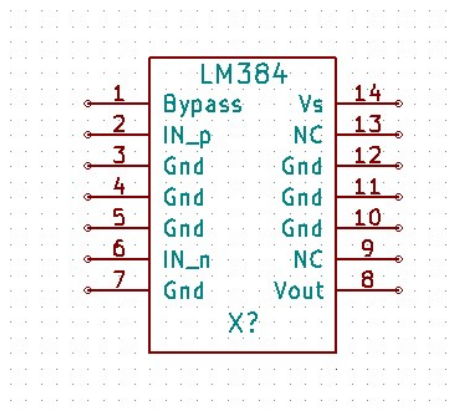 LM384
1 Bypass Vs 14
2 IN_p NC 13
3 Gnd Gnd 12
4 Gnd Gnd 11
5 Gnd Gnd 10
6 IN_n NC 9
7 Gnd Vout 8
X?